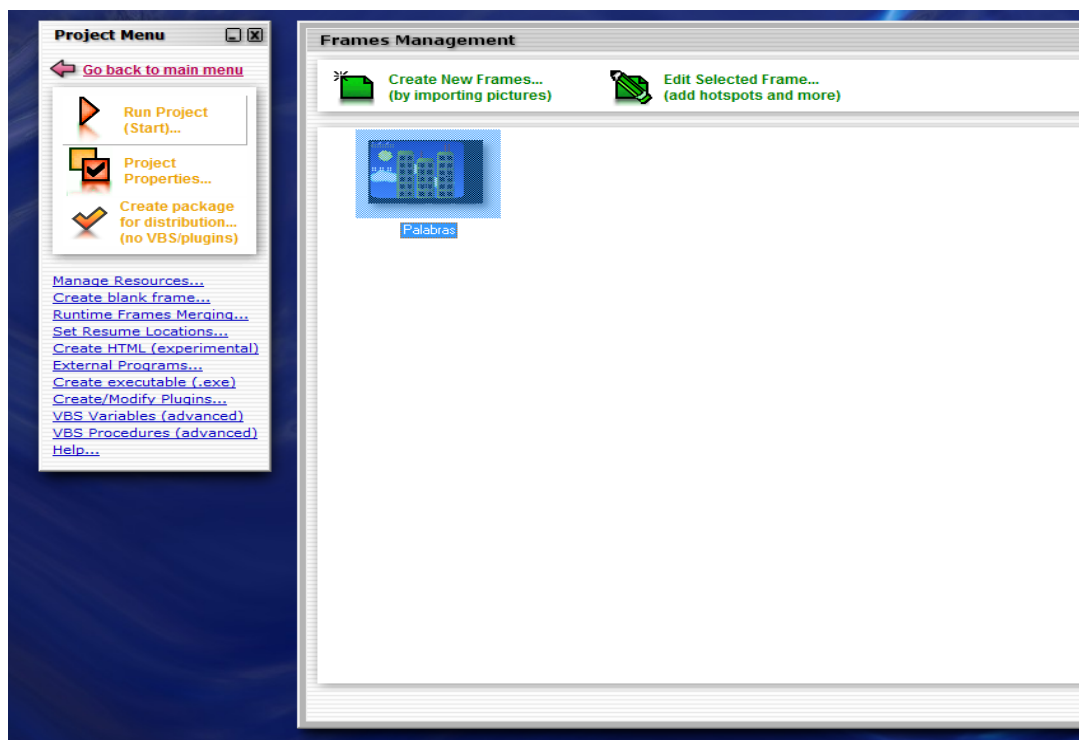 Project Menu
Go back to main menu
Run Project
(Start)...
Project
Properties...
Create package
for distribution...
(no VBS/plugins)
Manage Resources...
Create blank frame...
Runtime Frames Merging...
Set Resume Locations...
Create HTML (experimental)
External Programs...
Create executable (.exe)
Create/Modify Plugins...
VBS Variables (advanced)
VBS Procedures (advanced)
Help...
Frames Management
Create New Frames...
(by importing pictures)
Edit Selected Frame...
(add hotspots and more)
Palabras